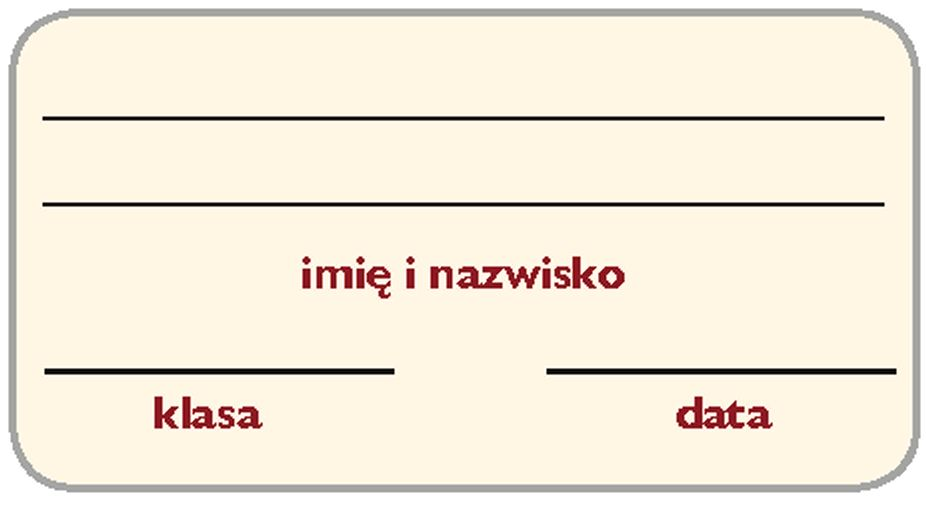 imię i nazwisko
klasa data